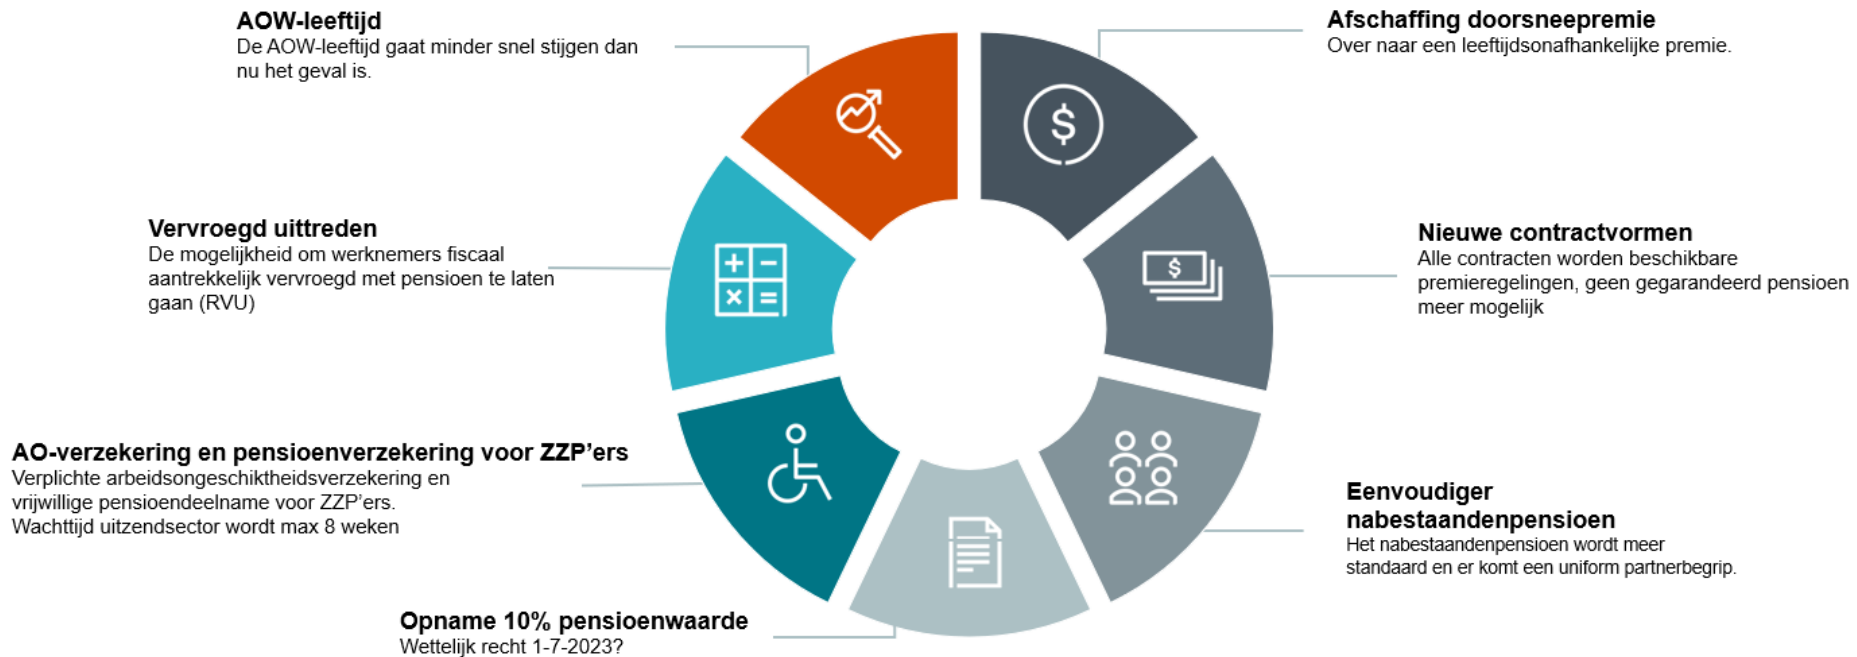 AOW-leeftijd
De AOW-leeftijd gaat minder snel stijgen dan
nu het geval is.
Afschaffing doorsneepremie
Over naar een leeftijdsonafhankelijke premie.
$
Vervroegd uittreden
De mogelijkheid om werknemers fiscaal
aantrekkelijk vervroegd met pensioen te laten
gaan (RVU)
+ −
× =
$
Nieuwe contractvormen
Alle contracten worden beschikbare
premieregelingen, geen gegarandeerd pensioen
meer mogelijk
AO-verzekering en pensioenverzekering voor ZZP’ers
Verplichte arbeidsongeschiktheidsverzekering en
vrijwillige pensioendeelname voor ZZP’ers.
Wachttijd uitzendsector wordt max 8 weken
Eenvoudiger
nabestaandenpensioen
Het nabestaandenpensioen wordt meer
standaard en er komt een uniform partnerbegrip.
Opname 10% pensioenwaarde
Wettelijk recht 1-7-2023?